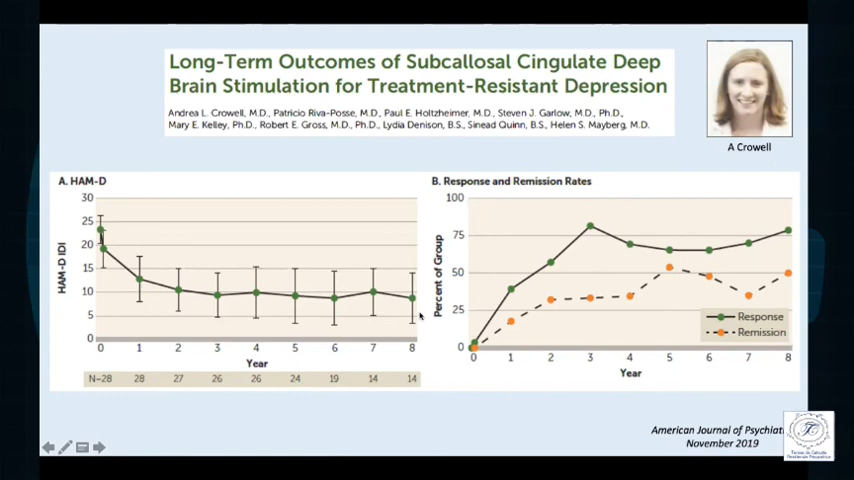 Long-Term Outcomes of Subcallosal Cingulate Deep
Brain Stimulation for Treatment-Resistant Depression
Andrea L. Crowell, M.D., Patricio Riva-Posse, M.D., Paul E. Holtzheimer, M.D., Steven J. Garlow, M.D., Ph.D.,
Mary E. Kelley, Ph.D., Robert E. Gross, M.D., Ph.D., Lydia Denison, B.S., Sinead Quinn, B.S., Helen S. Mayberg, M.D.
A Crowell
A. HAM-D
30
25
20
15
10
5
0
HAM-D
0 1 2 3 4 5 6 7 8
Year
N=28 28 27 26 26 24 19 14 14
B. Response and Remission Rates
100
75
50
25
0
Percent of Group
Response
Remission
0 1 2 3 4 5 6 7 8
Year
American Journal of
November 2019